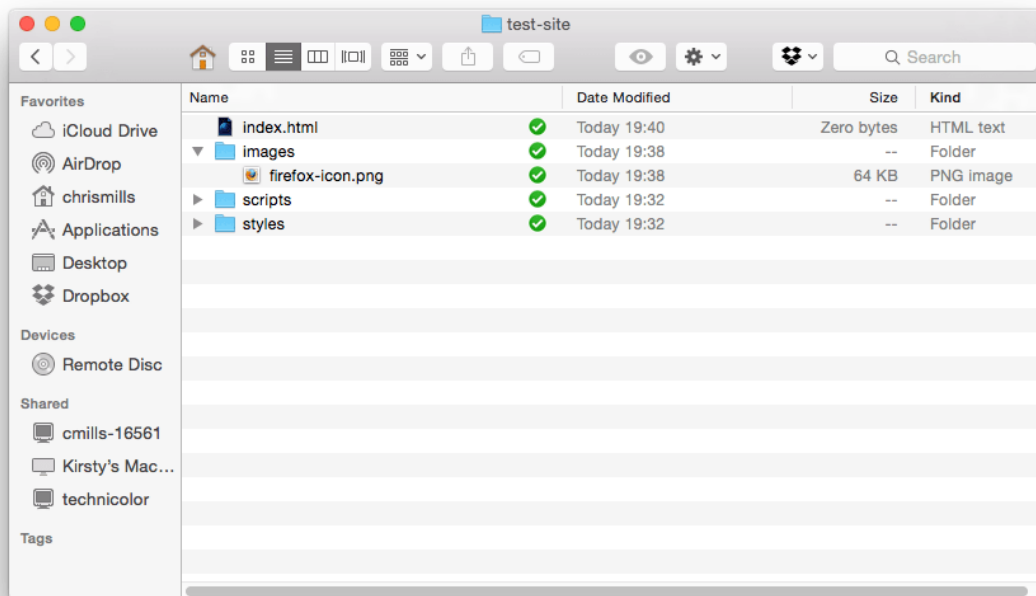 test-site
Search
Favorites
iCloud Drive
AirDrop
chrismills
Applications
Desktop
Dropbox
Devices
Remote Disc
Shared
cmills-16561
Kirsty's Mac...
technicolor
Tags
Name Date Modified Size Kind
index.html Today 19:40 Zero bytes HTML text
images Today 19:38 -- Folder
firefox-icon.png Today 19:38 64 KB PNG image
scripts Today 19:32 -- Folder
styles Today 19:32 -- Folder